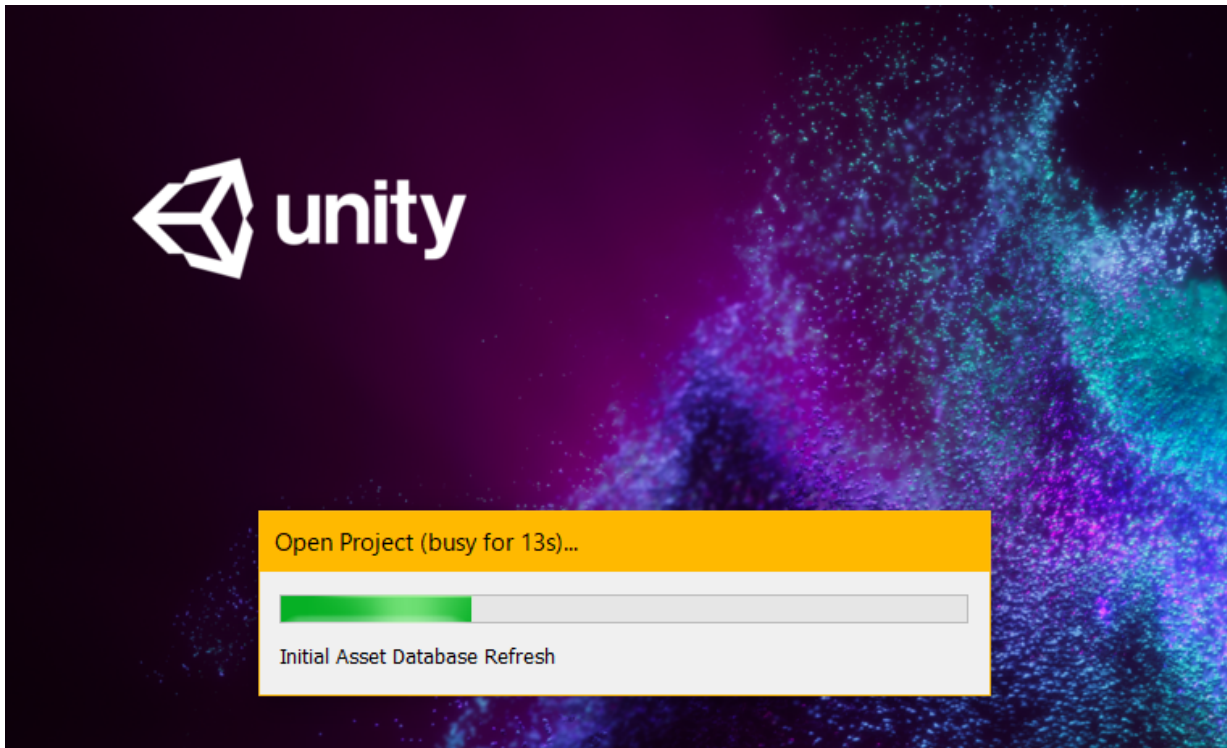 unity
Open Project (busy for 13s)...
Initial Asset Database Refresh